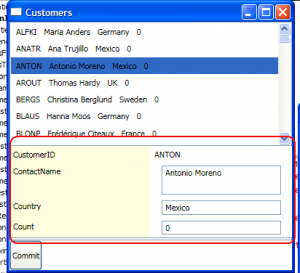 Customers
ALFKI Maria Anders Germany 0
ANATR Ana Trujillo Mexico 0
ANTON Antonio Moreno Mexico 0
AROUT Thomas Hardy UK 0
BERGS Christina Berglund Sweden 0
BLAUS Hanna Moos Germany 0
BLONP Frédérique Citeaux France 0
CustomerID ANTON
ContactName Antonio Moreno
Country Mexico
Count 0
Commit